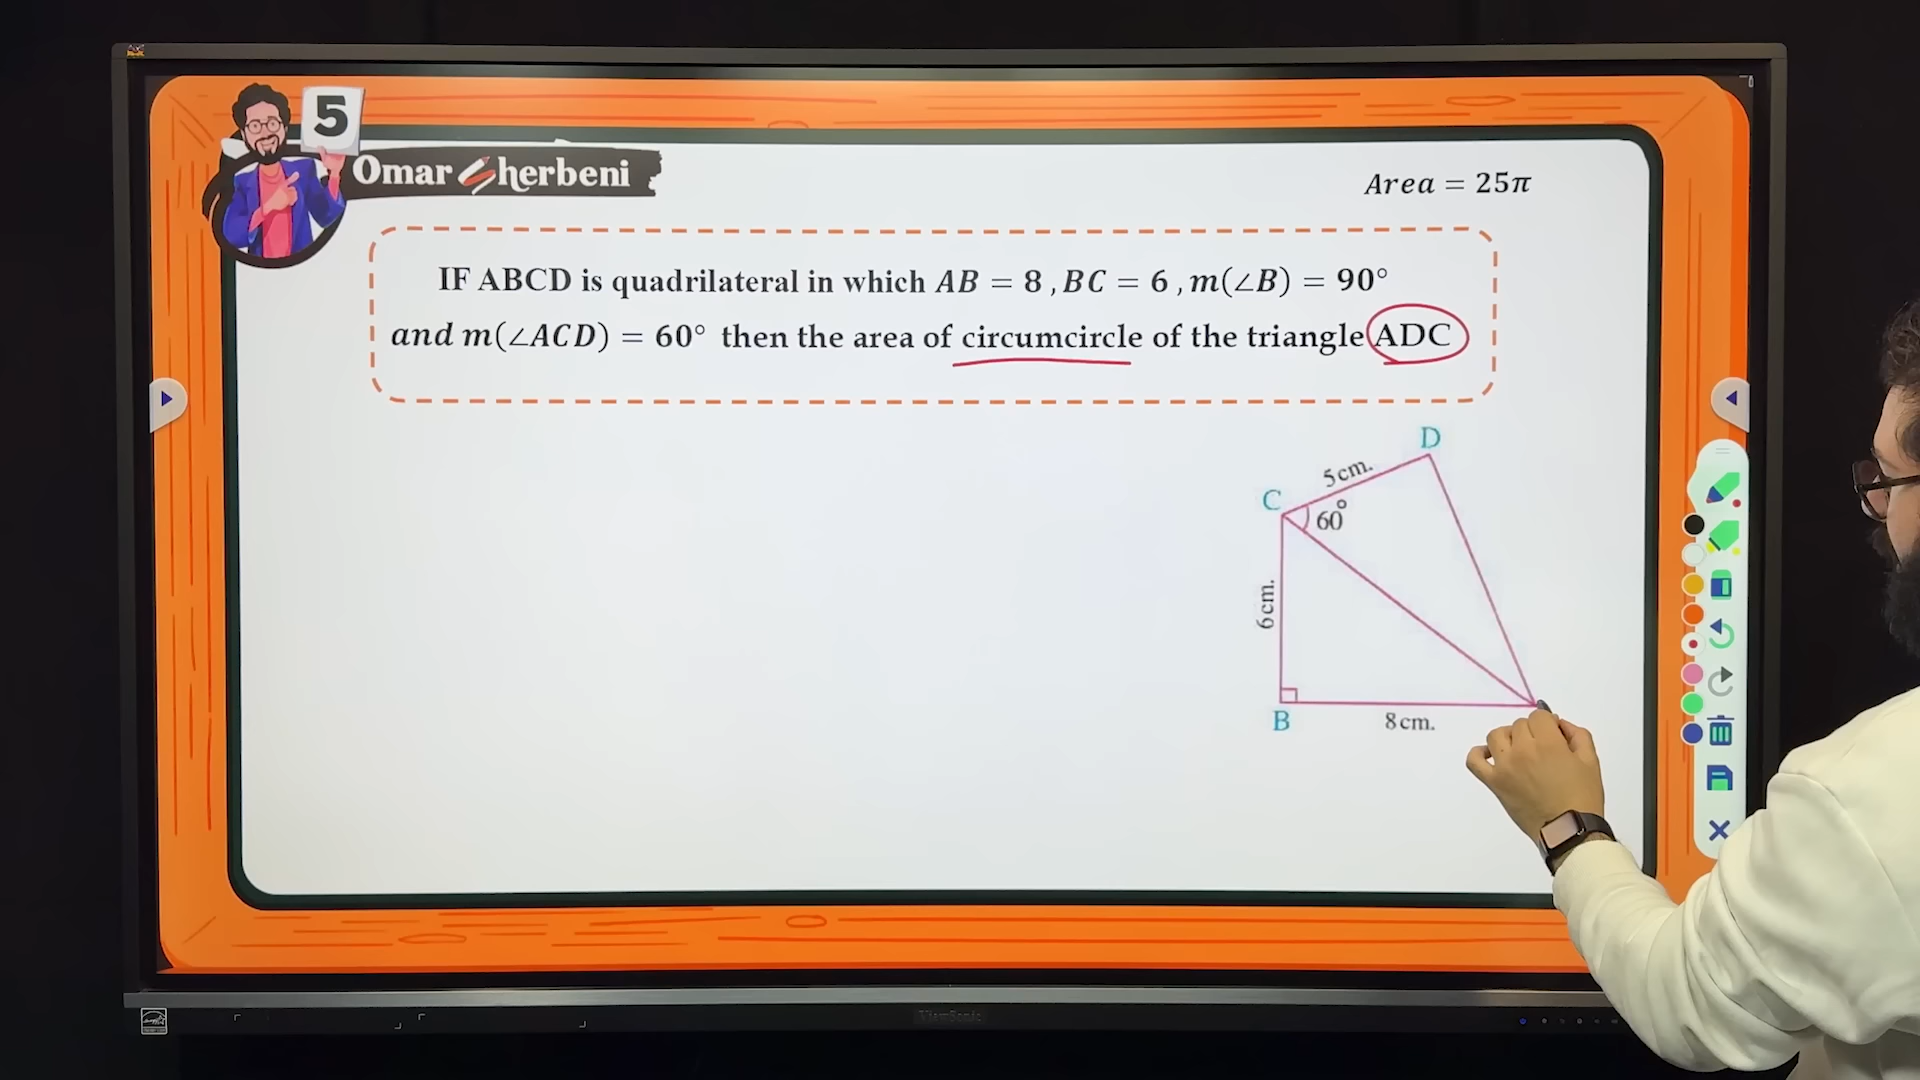 5
Omar Sherbeni
Area = 25π
IF ABCD is quadrilateral in which AB = 8 , BC = 6 , m(∠B) = 90°
and m(∠ACD) = 60° then the area of circumcircle of the triangle ADC
D
5 cm.
C
60°
6 cm.
B
8 cm.
ViewSonic